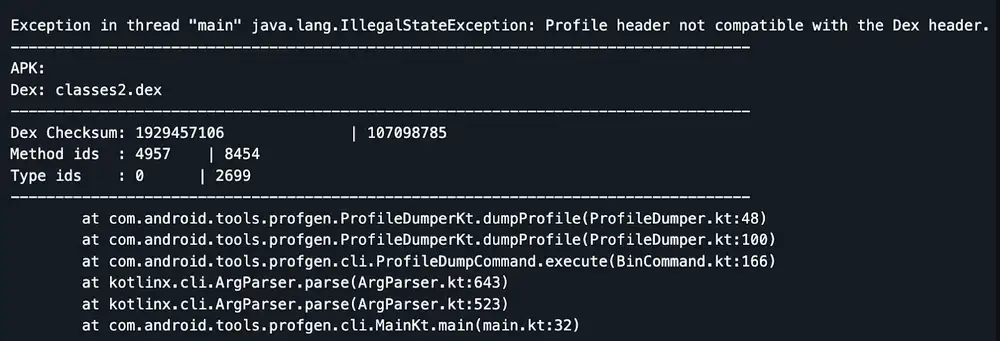 Exception in thread "main" java.lang.IllegalStateException: Profile header not compatible with the Dex header.
-----------------------------------------------------------------------------------
APK:
Dex: classes2.dex
-----------------------------------------------------------------------------------
Dex Checksum: 1929457106 | 107098785
Method ids : 4957 | 8454
Type ids : 0 | 2699
-----------------------------------------------------------------------------------
at com.android.tools.profgen.ProfileDumperKt.dumpProfile(ProfileDumper.kt:48)
at com.android.tools.profgen.ProfileDumperKt.dumpProfile(ProfileDumper.kt:100)
at com.android.tools.profgen.cli.ProfileDumpCommand.execute(BinCommand.kt:166)
at kotlinx.cli.ArgParser.parse(ArgParser.kt:643)
at kotlinx.cli.ArgParser.parse(ArgParser.kt:523)
at com.android.tools.profgen.cli.MainKt.main(main.kt:32)